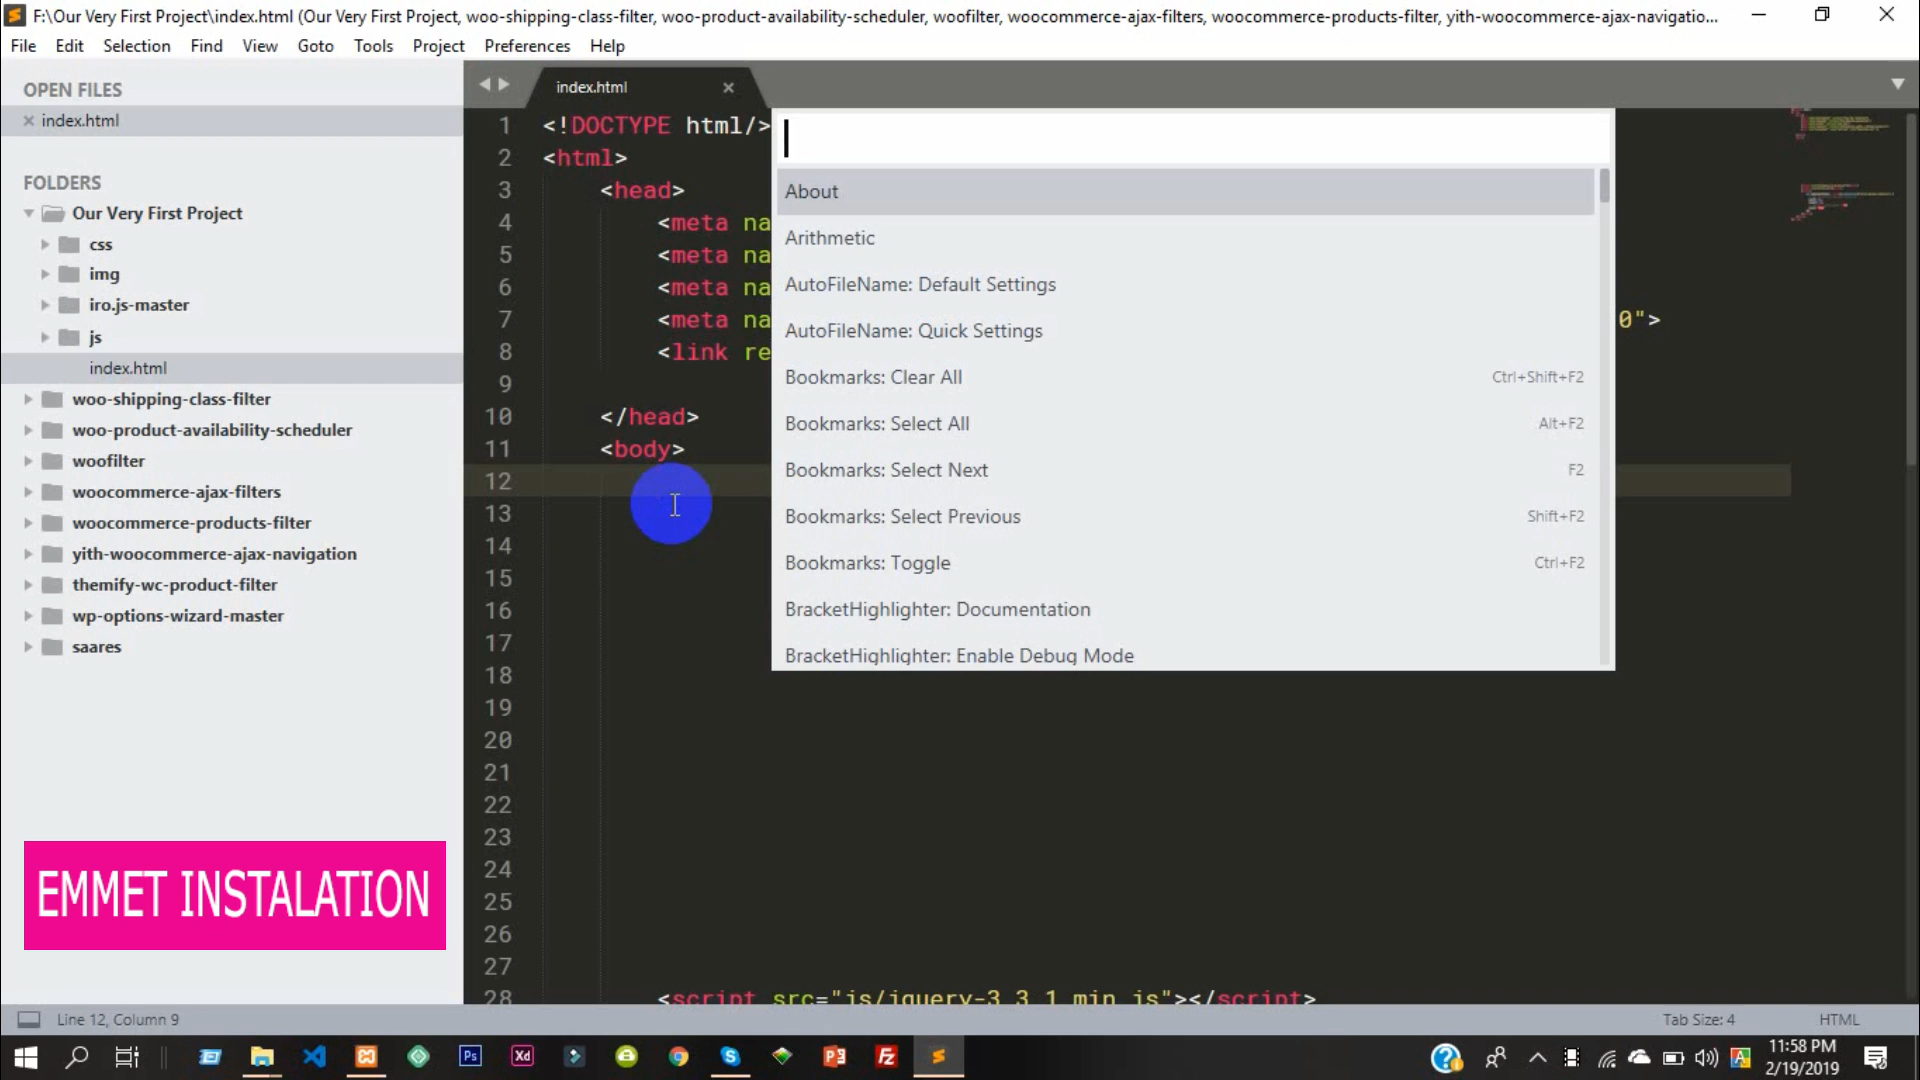 F:\Our Very First Project\index.html (Our Very First Project, woo-shipping-class-filter, woo-product-availability-scheduler, woofilter, woocommerce-ajax-filters, woocommerce-products-filter, yith-woocommerce-ajax-navigatio...
File Edit Selection Find View Goto Tools Project Preferences Help
OPEN FILES
index.html
FOLDERS
Our Very First Project
css
img
iro.js-master
js
index.html
woo-shipping-class-filter
woo-product-availability-scheduler
woofilter
woocommerce-ajax-filters
woocommerce-products-filter
yith-woocommerce-ajax-navigation
themify-wc-product-filter
wp-options-wizard-master
saares
EMMET INSTALATION
index.html
1 <!DOCTYPE html/>
2 <html>
3 <head>
4 <meta na
5 <meta na
6 <meta na
7 <meta na 0">
8 <link re
9
10 </head>
11 <body>
12
13
14
15
16
17
18
19
20
21
22
23
24
25
26
27
28 <script src="js/jquery-3.3.1.min.js"></script>
About
Arithmetic
AutoFileName: Default Settings
AutoFileName: Quick Settings
Bookmarks: Clear All Ctrl+Shift+F2
Bookmarks: Select All Alt+F2
Bookmarks: Select Next F2
Bookmarks: Select Previous Shift+F2
Bookmarks: Toggle Ctrl+F2
BracketHighlighter: Documentation
BracketHighlighter: Enable Debug Mode
Line 12, Column 9 Tab Size: 4 HTML
Ps
Xd
11:58 PM
2/19/2019